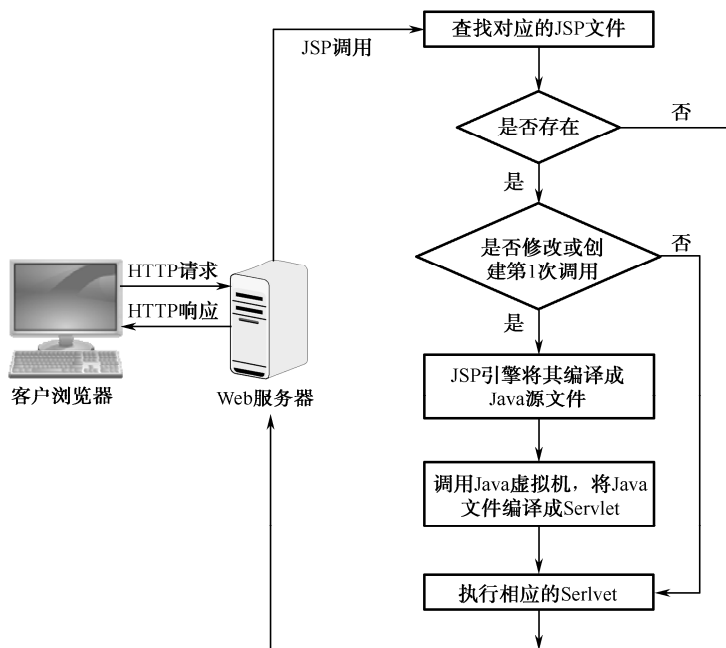 查找对应的JSP文件
JSP调用
是否存在
否
是
是否修改或创
建第1次调用
否
是
HTTP请求
HTTP响应
客户浏览器
Web服务器
JSP引擎将其编译成
Java源文件
调用Java虚拟机，将Java
文件编译成Servlet
执行相应的Serlvet